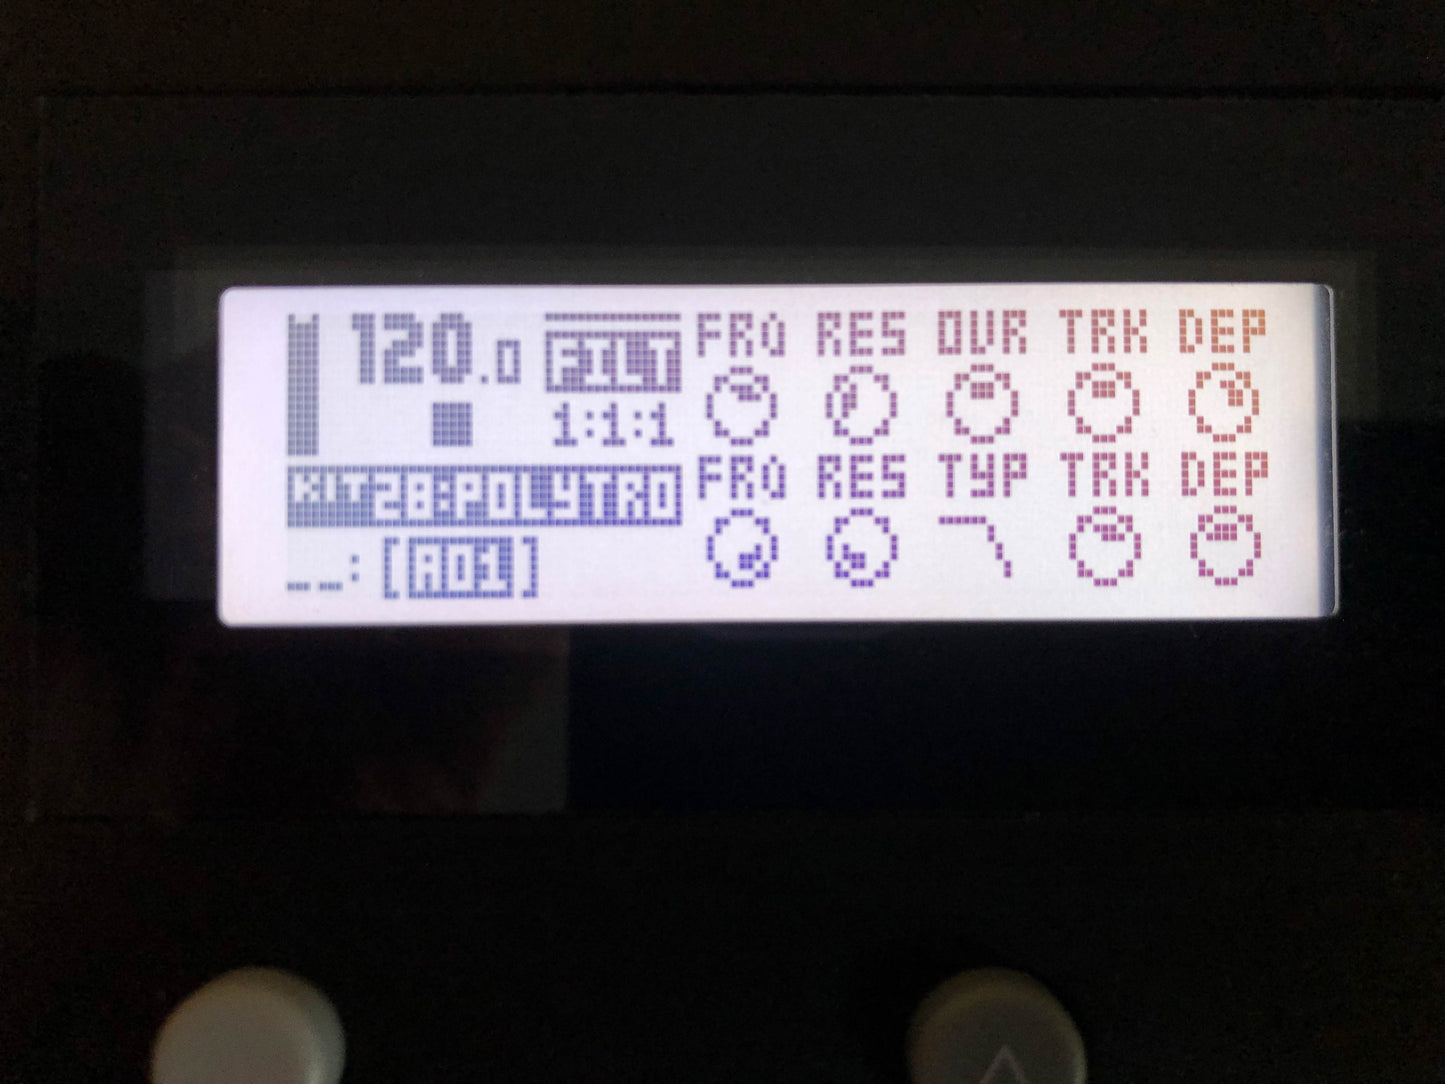 120.0 FILT
1:1:1
KIT28:POLYTRO
__:[A01]
FRQ RES OVR TRK DEP
FRQ RES TYP TRK DEP